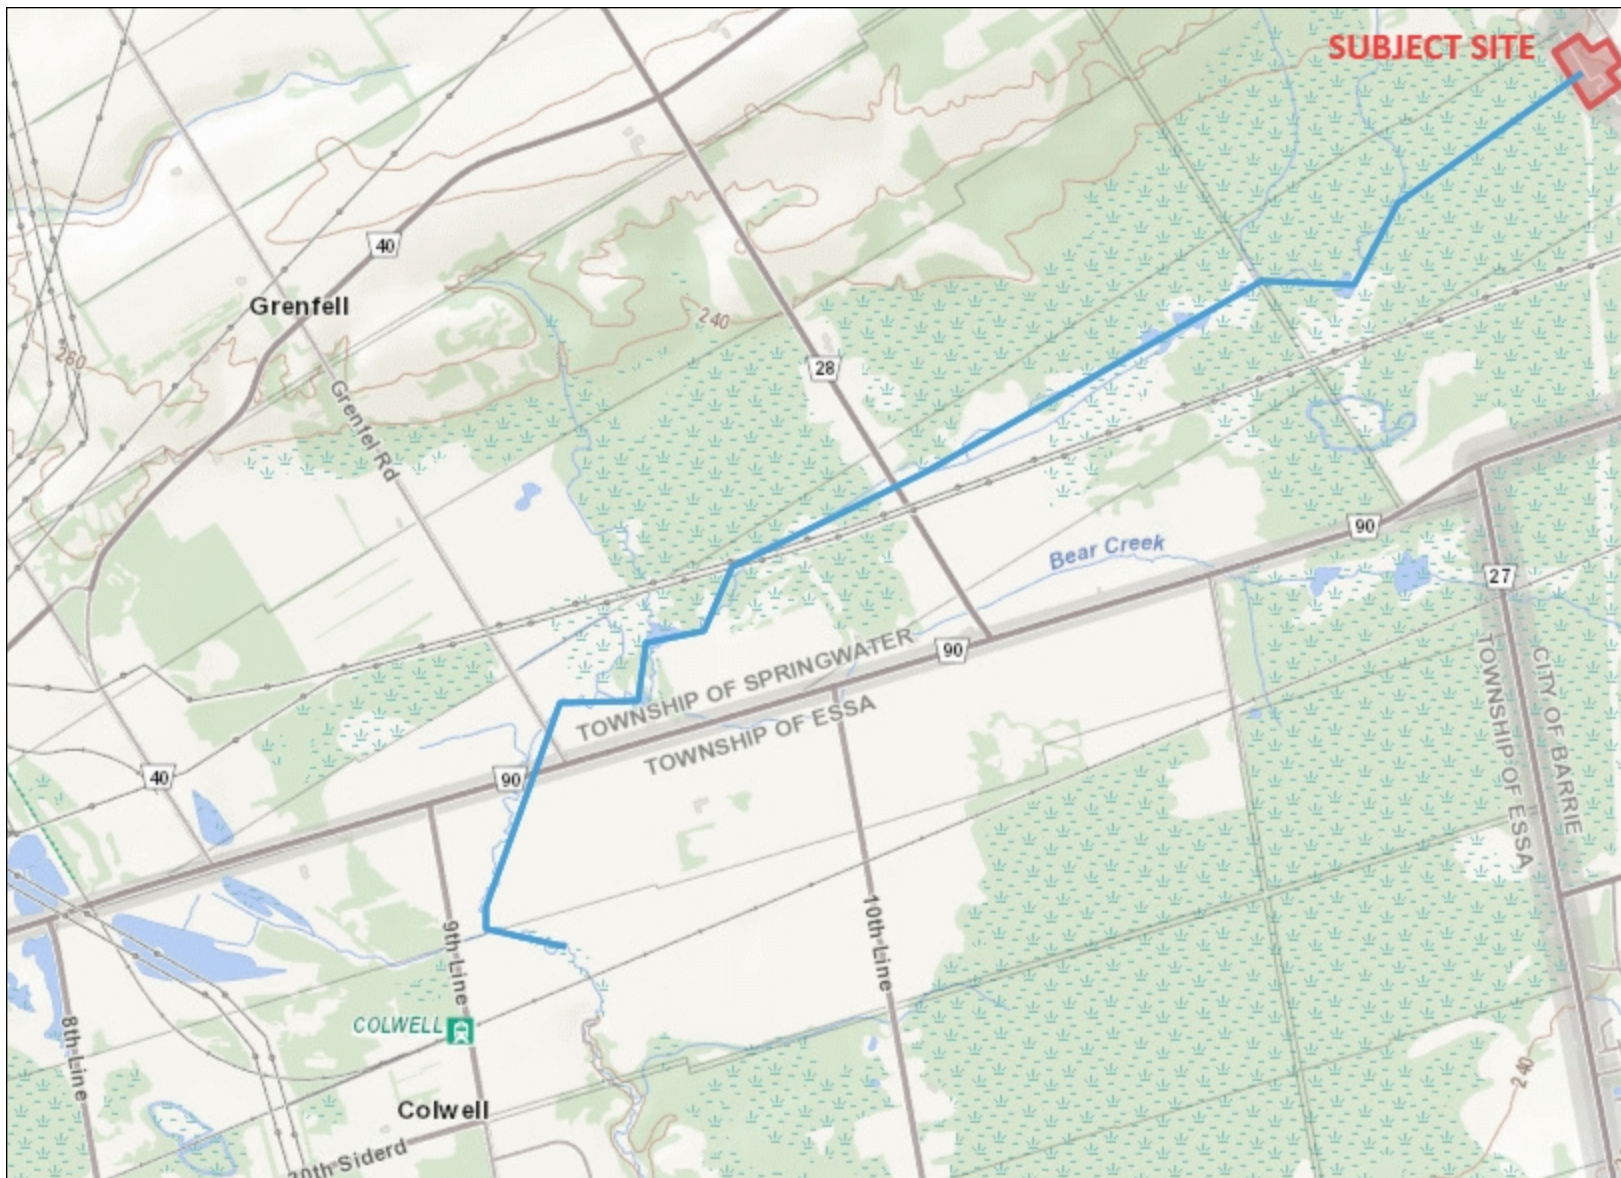 SUBJECT SITE
40
Grenfell
240
260
28
Grenfel Rd
90
Bear Creek
27
TOWNSHIP OF SPRINGWATER
90
TOWNSHIP OF ESSA
CITY OF BARRIE
TOWNSHIP OF ESSA
40
90
9th Line
10th Line
COLWELL
8th Line
240
Colwell
30th Siderd